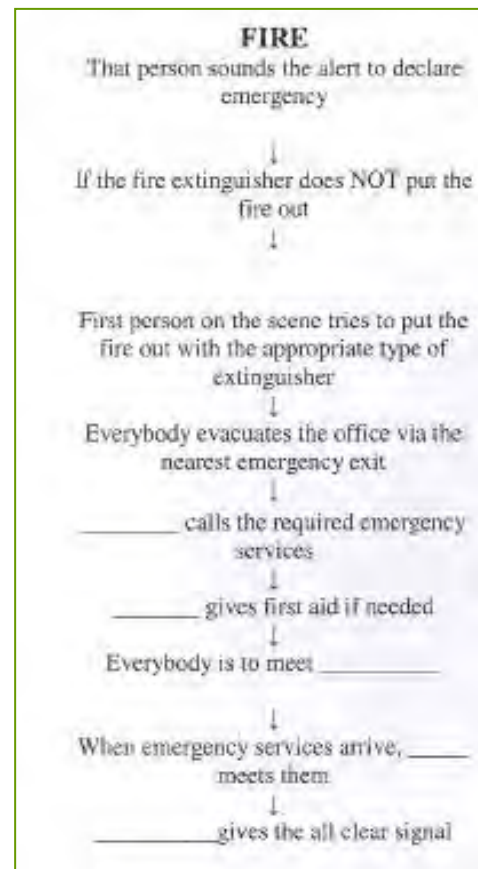 FIRE
That person sounds the alert to declare
emergency
↓
If the fire extinguisher does NOT put the
fire out
↓
First person on the scene tries to put the
fire out with the appropriate type of
extinguisher
↓
Everybody evacuates the office via the
nearest emergency exit
↓
_________ calls the required emergency
services
↓
________ gives first aid if needed
↓
Everybody is to meet ___________
↓
When emergency services arrive, _____
meets them
↓
___________gives the all clear signal